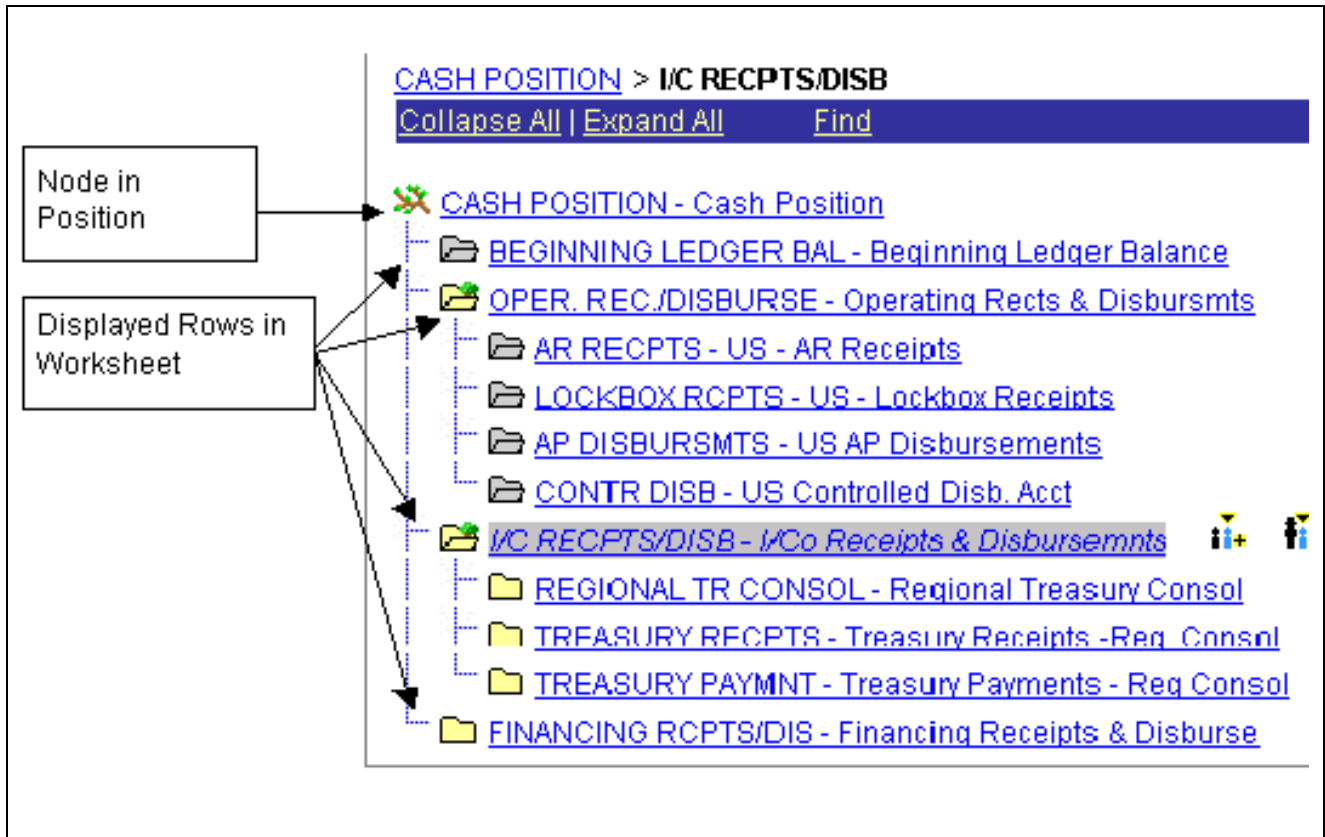 CASH POSITION > I/C RECPTS/DISB
Collapse All | Expand All Find
Node in
Position
CASH POSITION - Cash Position
BEGINNING LEDGER BAL - Beginning Ledger Balance
OPER. REC./DISBURSE - Operating Rects & Disbursmts
Displayed Rows in
Worksheet
AR RECPTS - US - AR Receipts
LOCKBOX RCPTS - US - Lockbox Receipts
AP DISBURSMTS - US AP Disbursements
CONTR DISB - US Controlled Disb. Acct
I/C RECPTS/DISB - I/Co Receipts & Disbursemnts
REGIONAL TR CONSOL - Regional Treasury Consol
TREASURY RECPTS - Treasury Receipts -Reg. Consol
TREASURY PAYMNT - Treasury Payments - Reg Consol
FINANCING RCPTS/DIS - Financing Receipts & Disburse